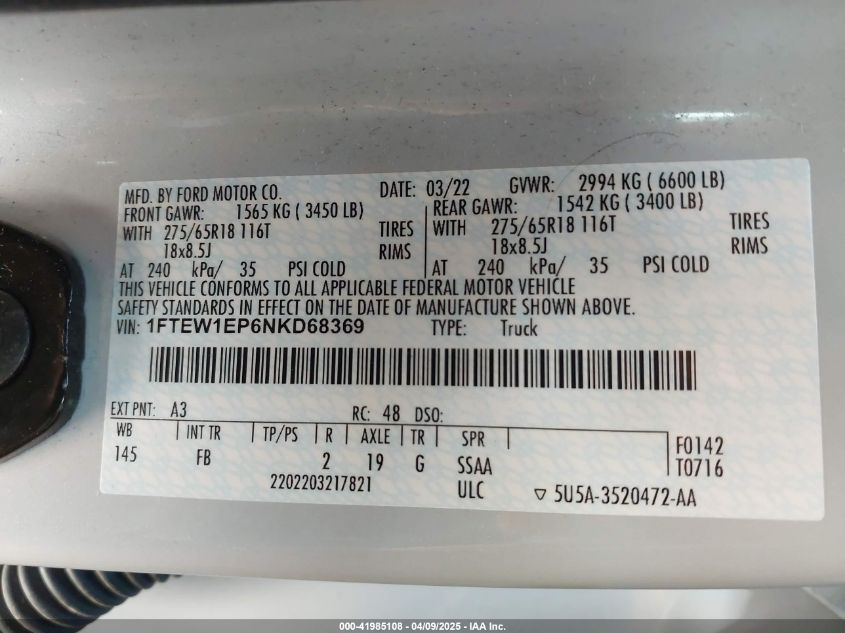 MFD. BY FORD MOTOR CO. DATE: 03/22 GVWR: 2994 KG ( 6600 LB)
FRONT GAWR: 1565 KG ( 3450 LB) REAR GAWR: 1542 KG ( 3400 LB)
WITH 275/65R18 116T TIRES WITH 275/65R18 116T TIRES
18x8.5J RIMS 18x8.5J RIMS
AT 240 kPa/ 35 PSI COLD AT 240 kPa/ 35 PSI COLD
THIS VEHICLE CONFORMS TO ALL APPLICABLE FEDERAL MOTOR VEHICLE
SAFETY STANDARDS IN EFFECT ON THE DATE OF MANUFACTURE SHOWN ABOVE.
VIN: 1FTEW1EP6NKD68369 TYPE: Truck
EXT PNT: A3 RC: 48 DSO:
WB INT TR TP/PS R AXLE TR SPR F0142
145 FB 2 19 G SSAA T0716
2202203217821 ULC ▽ 5U5A-3520472-AA
000-41985108 - 04/09/2025 - IAA Inc.